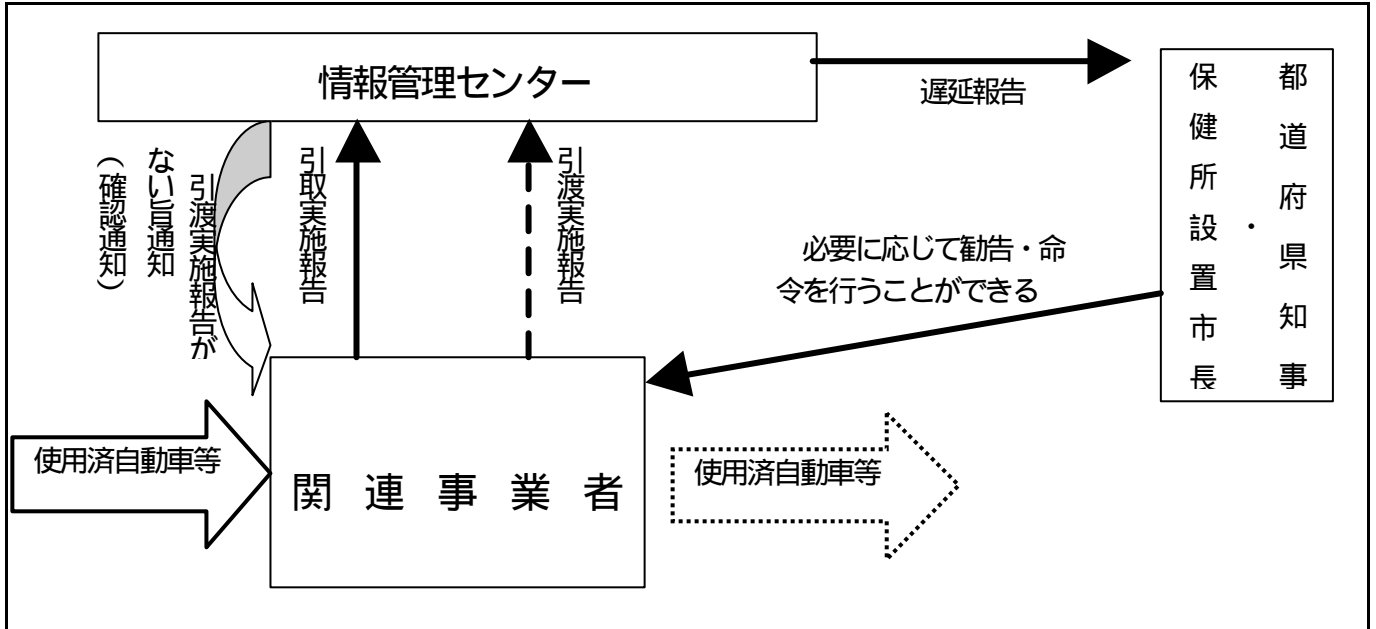 情報管理センター
遅延報告
都道府県知事
・
保健所設置市長
引渡実施報告
引取実施報告
引渡実施報告が
ない旨通知
(確認通知)
必要に応じて勧告・命
令を行うことができる
使用済自動車等
関連事業者
使用済自動車等